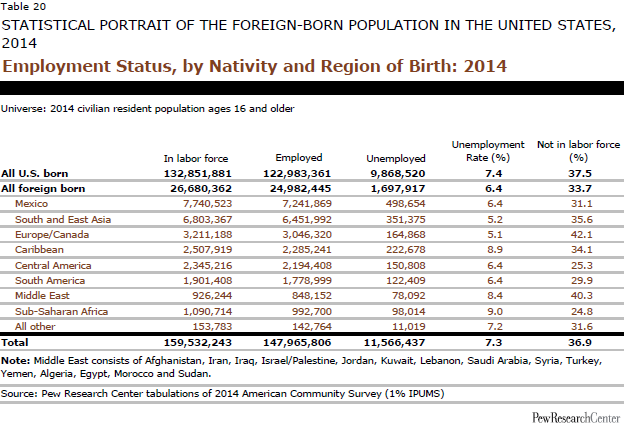 Table 20
STATISTICAL PORTRAIT OF THE FOREIGN-BORN POPULATION IN THE UNITED STATES,
2014
Employment Status, by Nativity and Region of Birth: 2014
Universe: 2014 civilian resident population ages 16 and older
In labor force Employed Unemployed Unemployment Rate (%) Not in labor force (%)
All U.S. born 132,851,881 122,983,361 9,868,520 7.4 37.5
All foreign born 26,680,362 24,982,445 1,697,917 6.4 33.7
Mexico 7,740,523 7,241,869 498,654 6.4 31.1
South and East Asia 6,803,367 6,451,992 351,375 5.2 35.6
Europe/Canada 3,211,188 3,046,320 164,868 5.1 42.1
Caribbean 2,507,919 2,285,241 222,678 8.9 34.1
Central America 2,345,216 2,194,408 150,808 6.4 25.3
South America 1,901,408 1,778,999 122,409 6.4 29.9
Middle East 926,244 848,152 78,092 8.4 40.3
Sub-Saharan Africa 1,090,714 992,700 98,014 9.0 24.8
All other 153,783 142,764 11,019 7.2 31.6
Total 159,532,243 147,965,806 11,566,437 7.3 36.9
Note: Middle East consists of Afghanistan, Iran, Iraq, Israel/Palestine, Jordan, Kuwait, Lebanon, Saudi Arabia, Syria, Turkey,
Yemen, Algeria, Egypt, Morocco and Sudan.
Source: Pew Research Center tabulations of 2014 American Community Survey (1% IPUMS)
PewResearchCenter